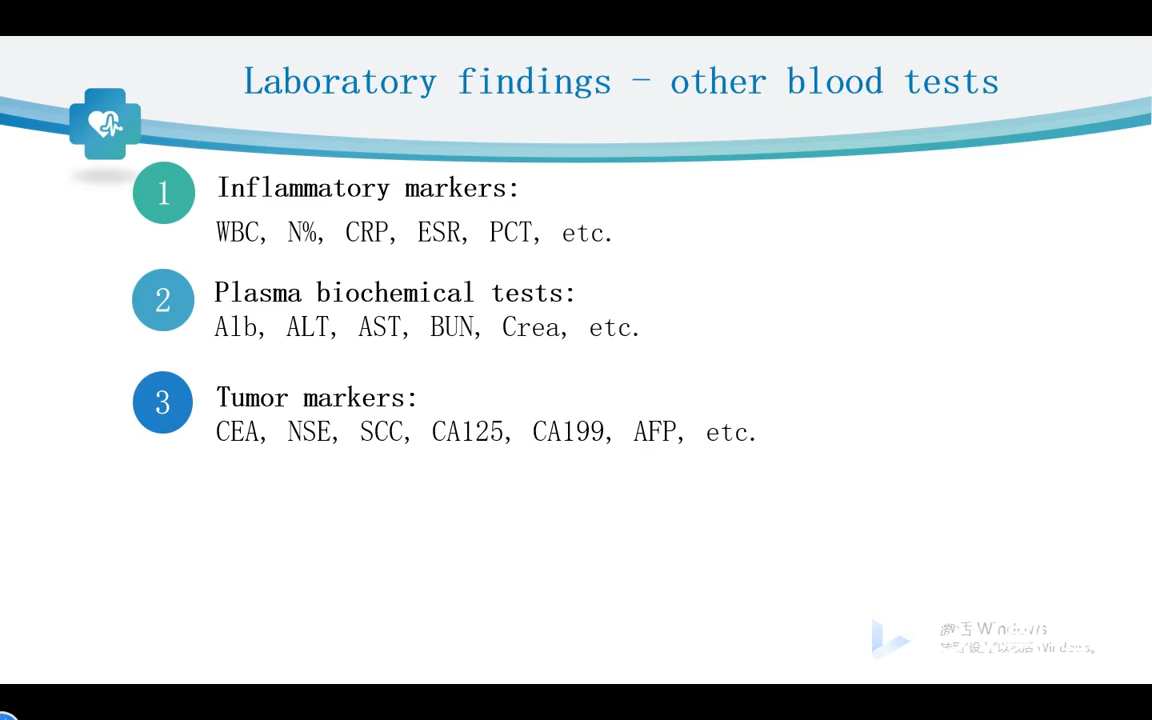 Laboratory findings - other blood tests
1
Inflammatory markers:
WBC, N%, CRP, ESR, PCT, etc.
2
Plasma biochemical tests:
Alb, ALT, AST, BUN, Crea, etc.
3
Tumor markers:
CEA, NSE, SCC, CA125, CA199, AFP, etc.
激活 Windows